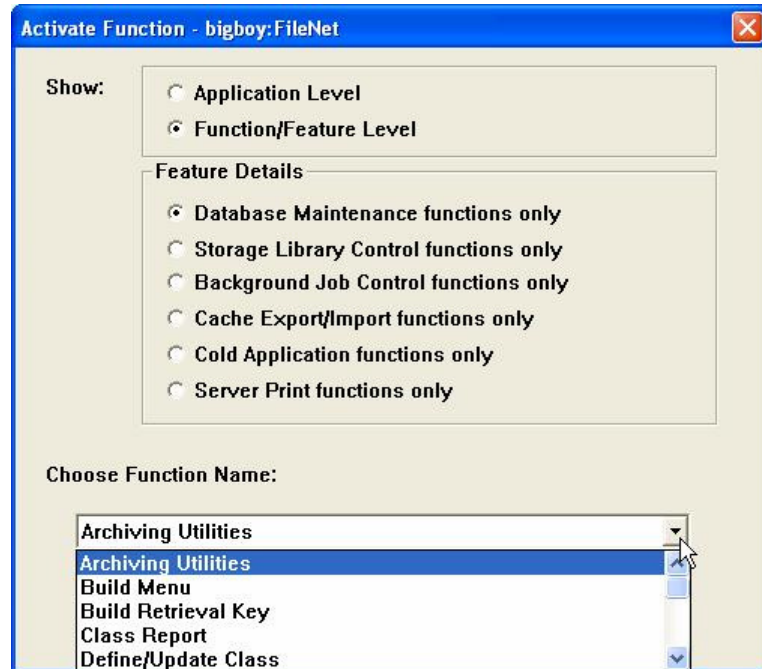 Activate Function - bigboy:FileNet
Show:
Application Level
Function/Feature Level
Feature Details
Database Maintenance functions only
Storage Library Control functions only
Background Job Control functions only
Cache Export/Import functions only
Cold Application functions only
Server Print functions only
Choose Function Name:
Archiving Utilities
Archiving Utilities
Build Menu
Build Retrieval Key
Class Report
Define/Update Class